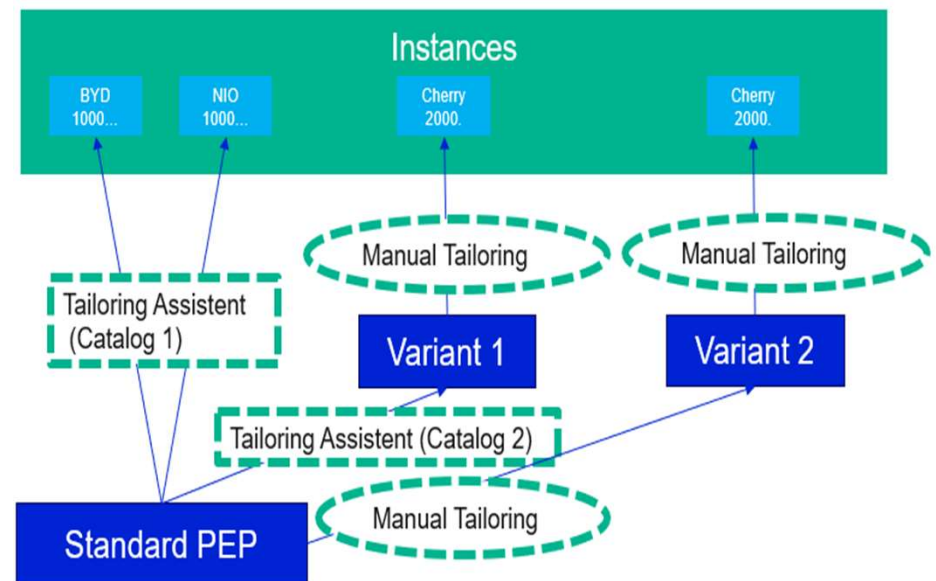 Instances
BYD
1000...
NIO
1000...
Cherry
2000.
Cherry
2000.
Manual Tailoring
Manual Tailoring
Tailoring Assistent
(Catalog 1)
Variant 1
Variant 2
Tailoring Assistent (Catalog 2)
Manual Tailoring
Standard PEP